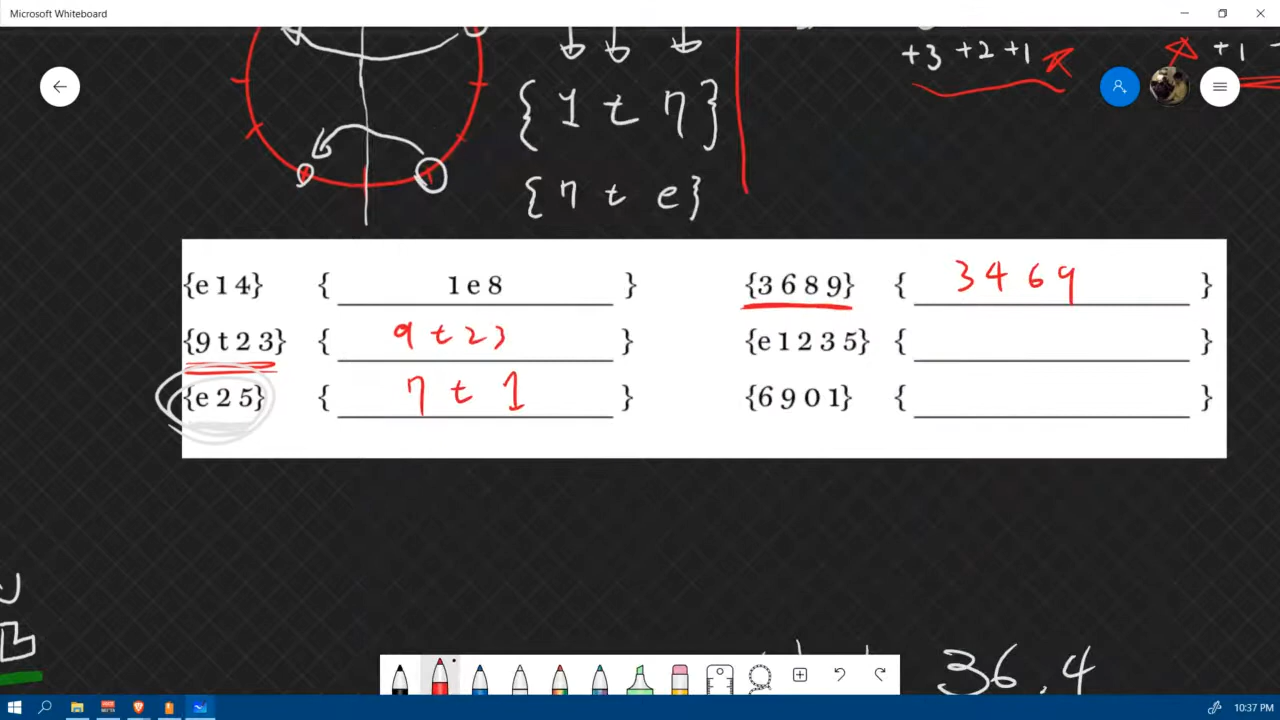 Microsoft Whiteboard
+3 +2 +1
+1
{ 1 t 7 }
{ 7 t e }
{e 1 4} { 1 e 8 } {3 6 8 9} { 3 4 6 9 }
{9 t 2 3} { 9 t 2 3 } {e 1 2 3 5} { }
{e 2 5} { 7 t 1 } {6 9 0 1} { }
36.4
10:37 PM